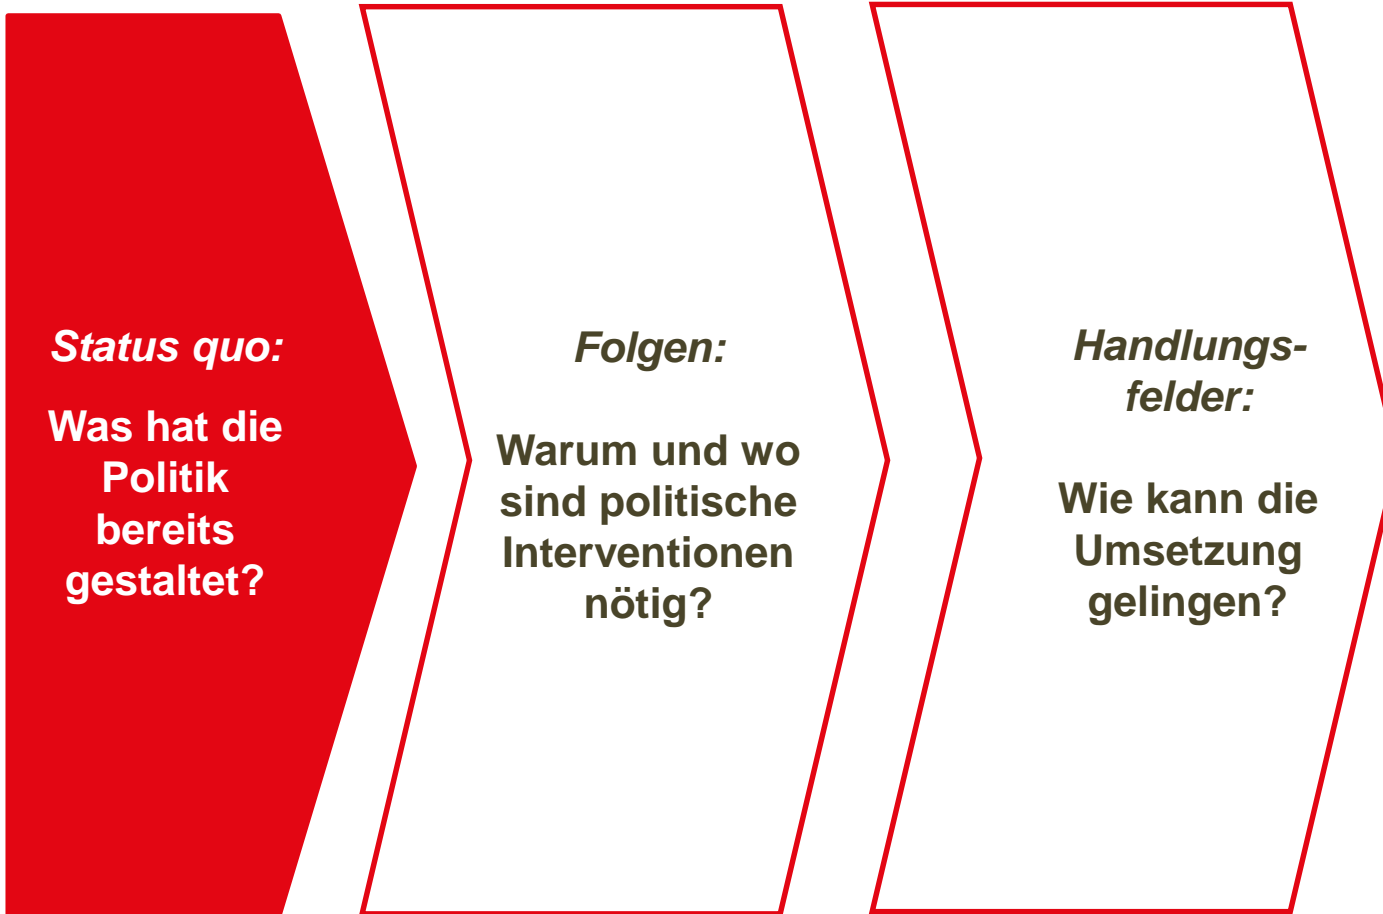 Status quo:
Was hat die
Politik
bereits
gestaltet?
Folgen:
Warum und wo
sind politische
Interventionen
nötig?
Handlungs-
felder:
Wie kann die
Umsetzung
gelingen?